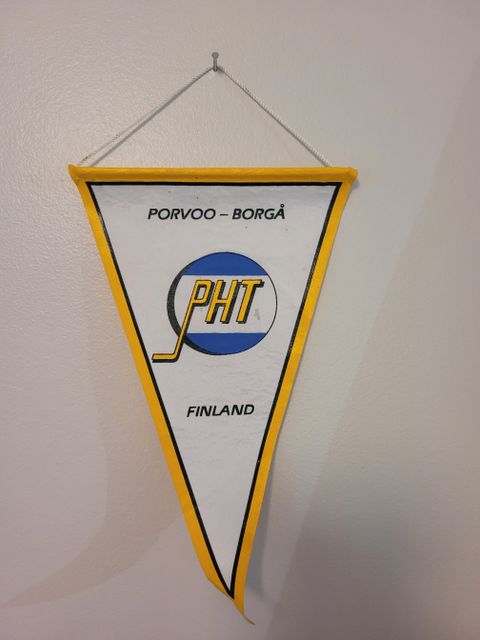 PORVOO – BORGÅ
PHT
FINLAND